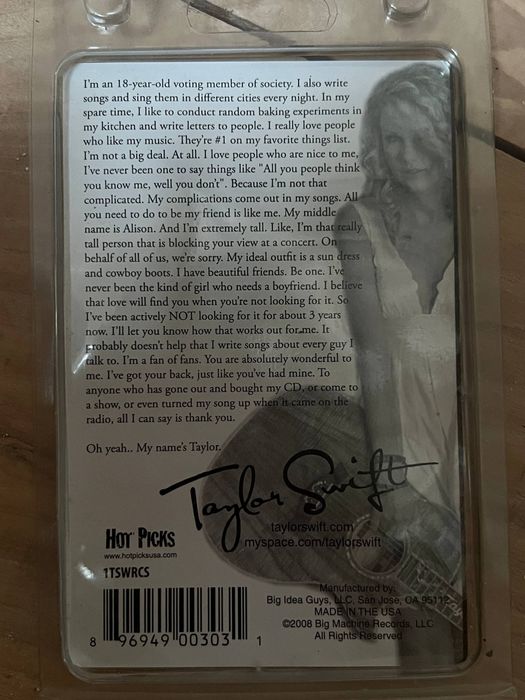 I'm an 18-year-old voting member of society. I also write
songs and sing them in different cities every night. In my
spare time, I like to conduct random baking experiments in
my kitchen and write letters to people. I really love people
who like my music. They're #1 on my favorite things list.
I'm not a big deal. At all. I love people who are nice to me,
I've never been one to say things like "All you people think
you know me, well you don't". Because I'm not that
complicated. My complications come out in my songs. All
you need to do to be my friend is like me. My middle
name is Alison. And I'm extremely tall. Like, I'm that really
tall person that is blocking your view at a concert. On
behalf of all of us, we're sorry. My ideal outfit is a sun dress
and cowboy boots. I have beautiful friends. Be one. I've
never been the kind of girl who needs a boyfriend. I believe
that love will find you when you're not looking for it. So
I've been actively NOT looking for it for about 3 years
now. I'll let you know how that works out for me. It
probably doesn't help that I write songs about every guy I
talk to. I'm a fan of fans. You are absolutely wonderful to
me. I've got your back, just like you've had mine. To
anyone who has gone out and bought my CD, or come to
a show, or even turned my song up when it came on the
radio, all I can say is thank you.
Oh yeah.. My name's Taylor.
Taylor Swift
taylorswift.com
myspace.com/taylorswift
HOT PICKS
www.hotpicksusa.com
1TSWRCS
Manufactured by:
Big Idea Guys, LLC, San Jose, CA 95112
MADE IN THE USA
©2008 Big Machine Records, LLC
All Rights Reserved
8 96949 00303 1